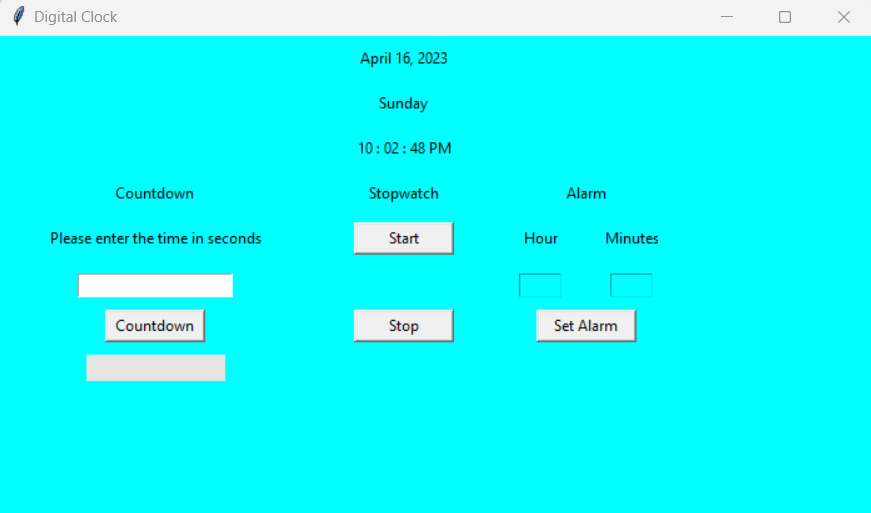 Digital Clock
April 16, 2023
Sunday
10 : 02 : 48 PM
Countdown Stopwatch Alarm
Please enter the time in seconds Start Hour Minutes
Countdown Stop Set Alarm